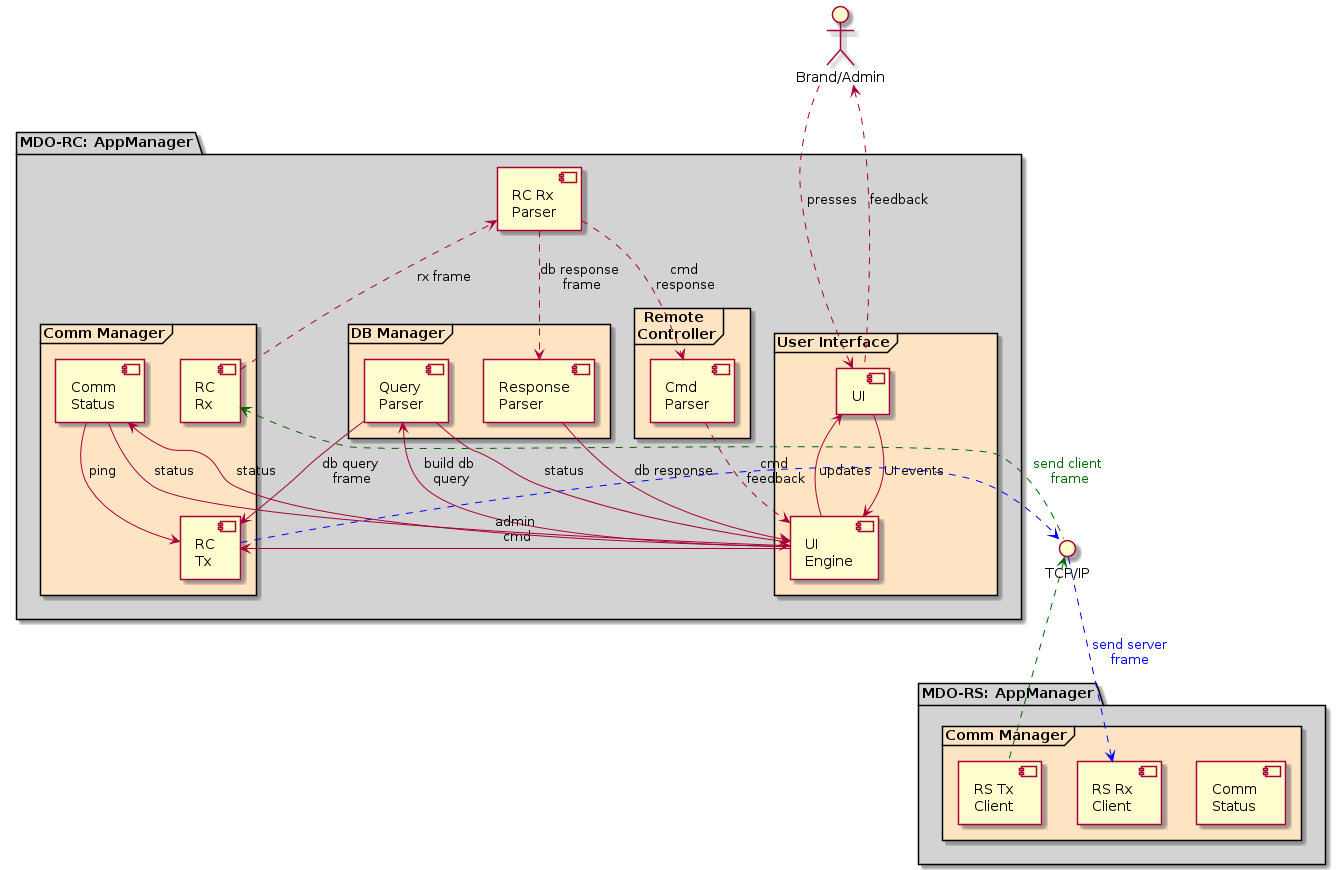 Brand/Admin
MDO-RC: AppManager
RC Rx
Parser
presses
feedback
rx frame
db response
frame
cmd
response
Comm Manager
DB Manager
Remote
Controller
User Interface
Comm
Status
RC
Rx
Query
Parser
Response
Parser
Cmd
Parser
UI
ping
status
status
db query
frame
build db
query
status
db response
cmd
feedback
updates
UI events
send client
frame
admin
cmd
RC
Tx
UI
Engine
TCP/IP
send server
frame
MDO-RS: AppManager
Comm Manager
RS Tx
Client
RS Rx
Client
Comm
Status